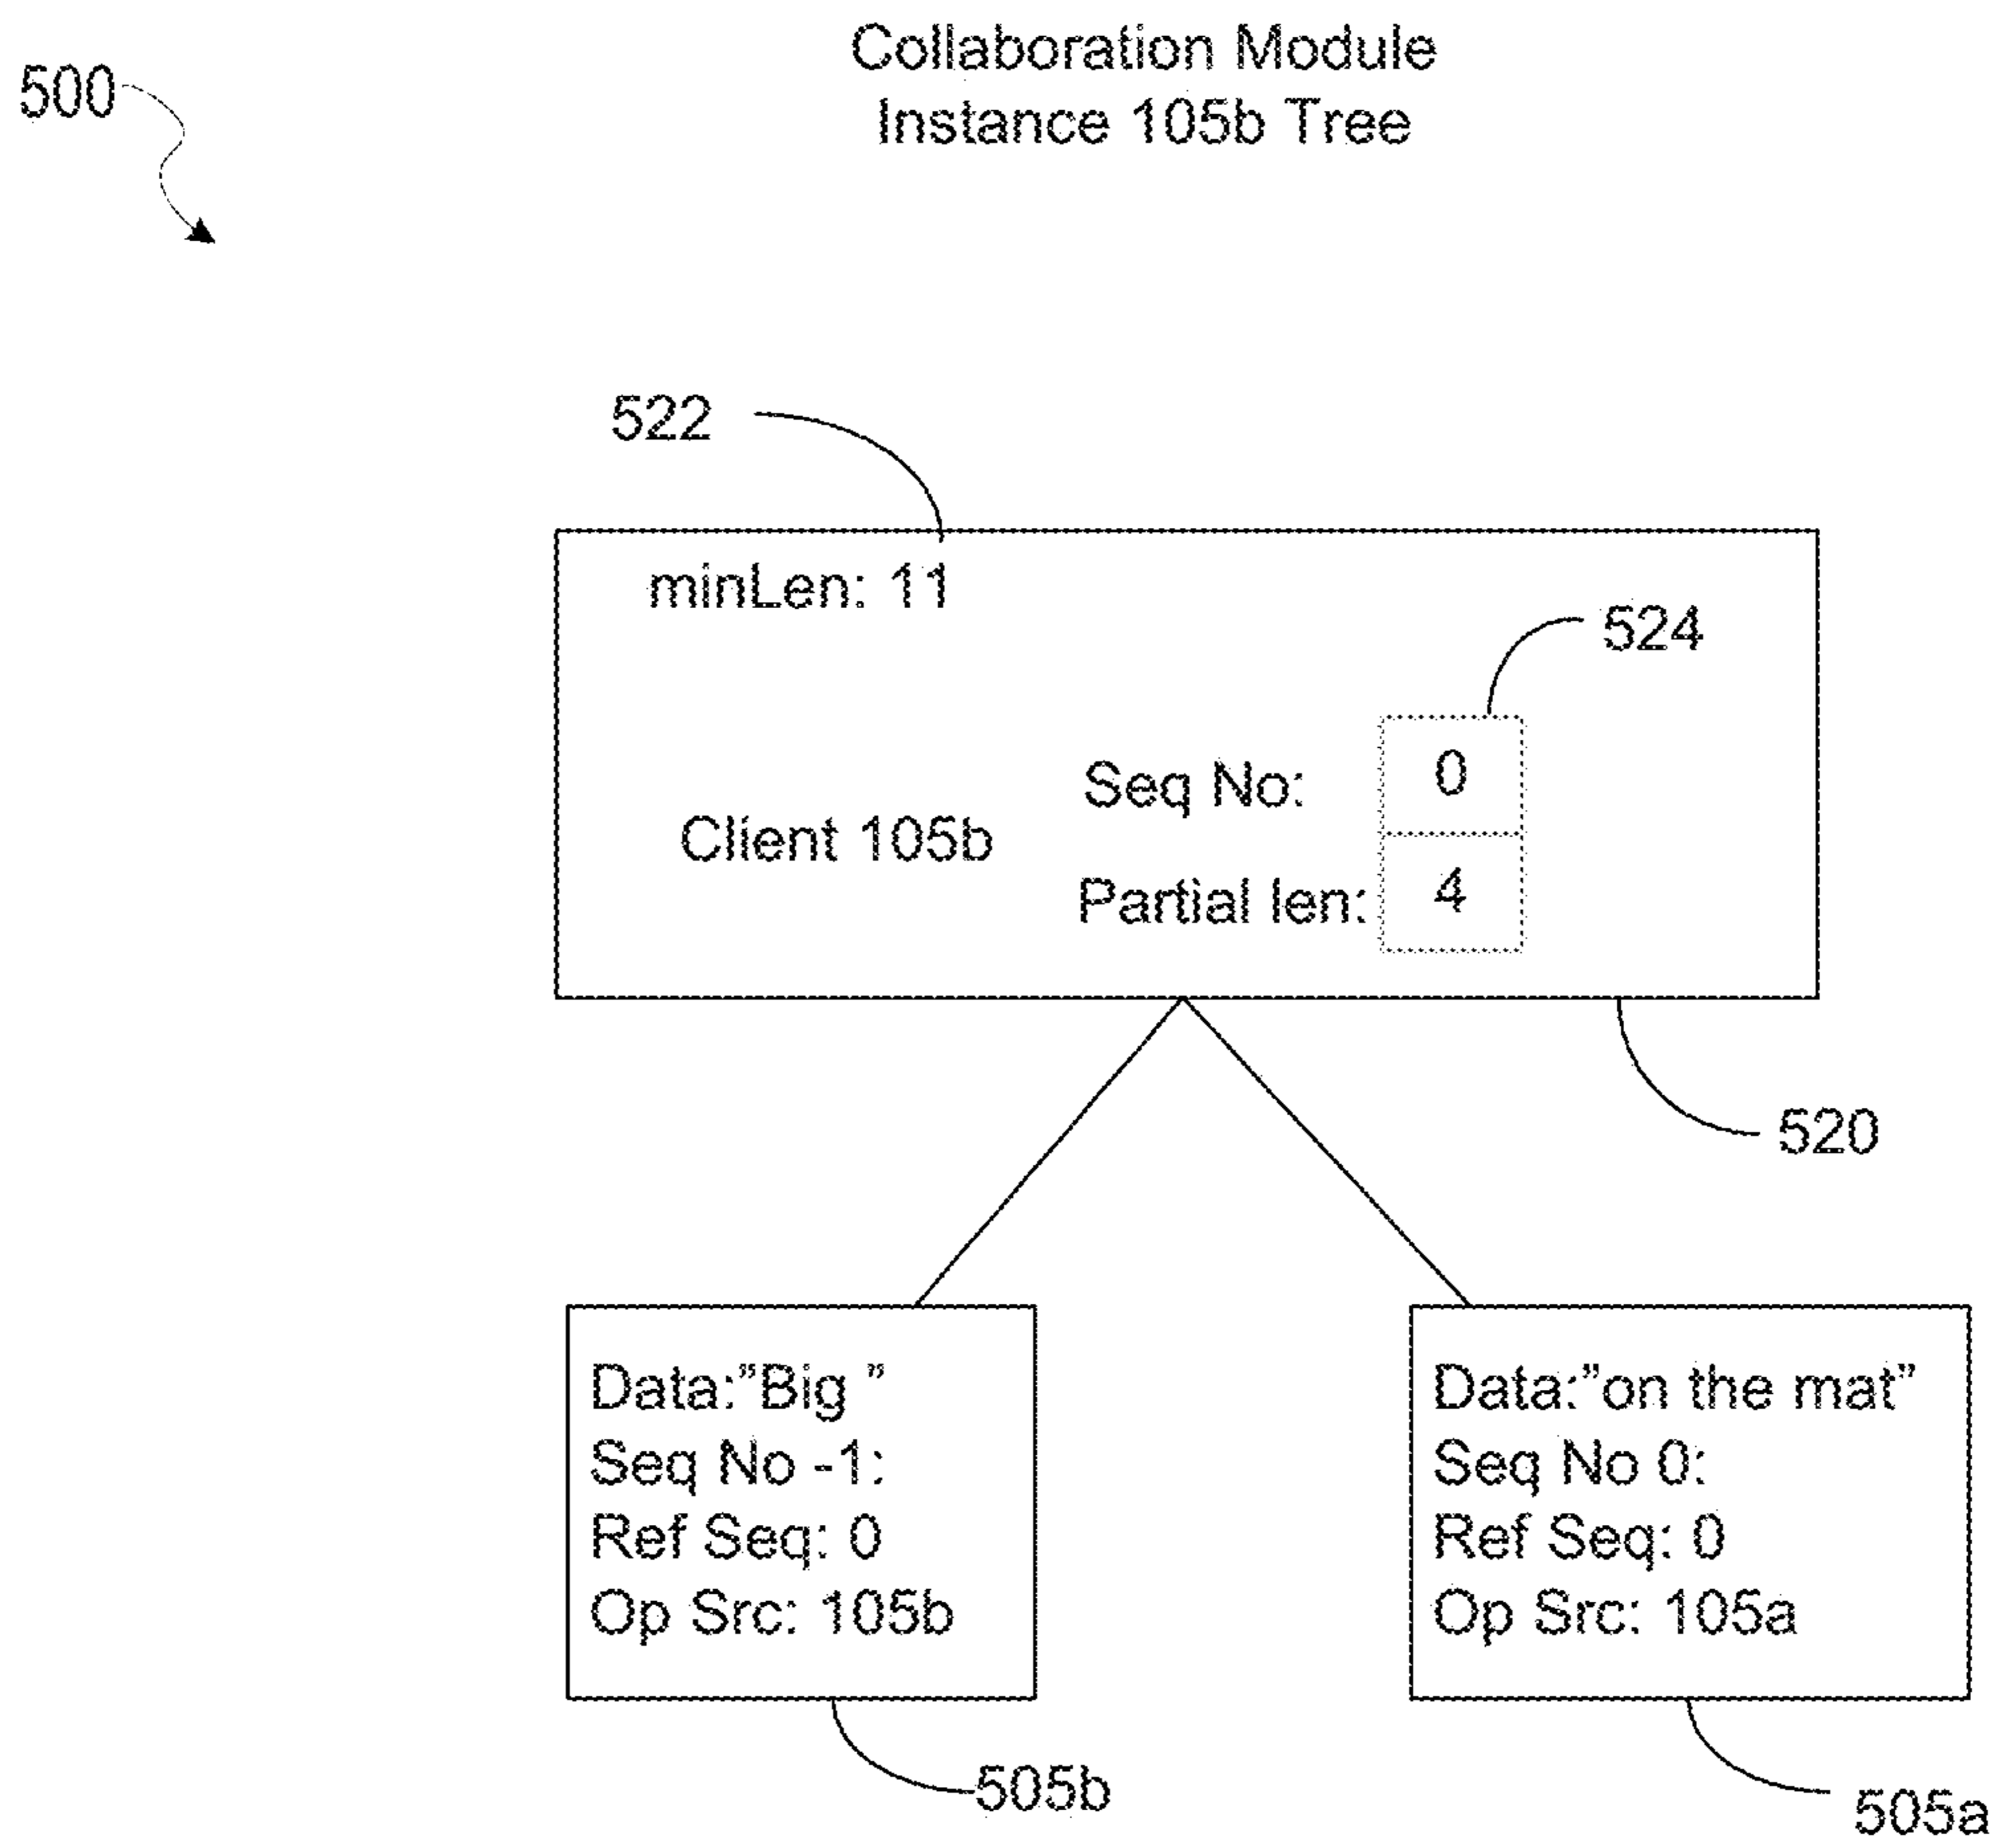 Collaboration Module
Instance 105b Tree
500
522
minLen: 11
524
Seq No:
0
Client 105b
Partial len:
4
520
Data:”Big ”
Seq No -1:
Ref Seq: 0
Op Src: 105b
Data:”on the mat”
Seq No 0:
Ref Seq: 0
Op Src: 105a
505b
505a